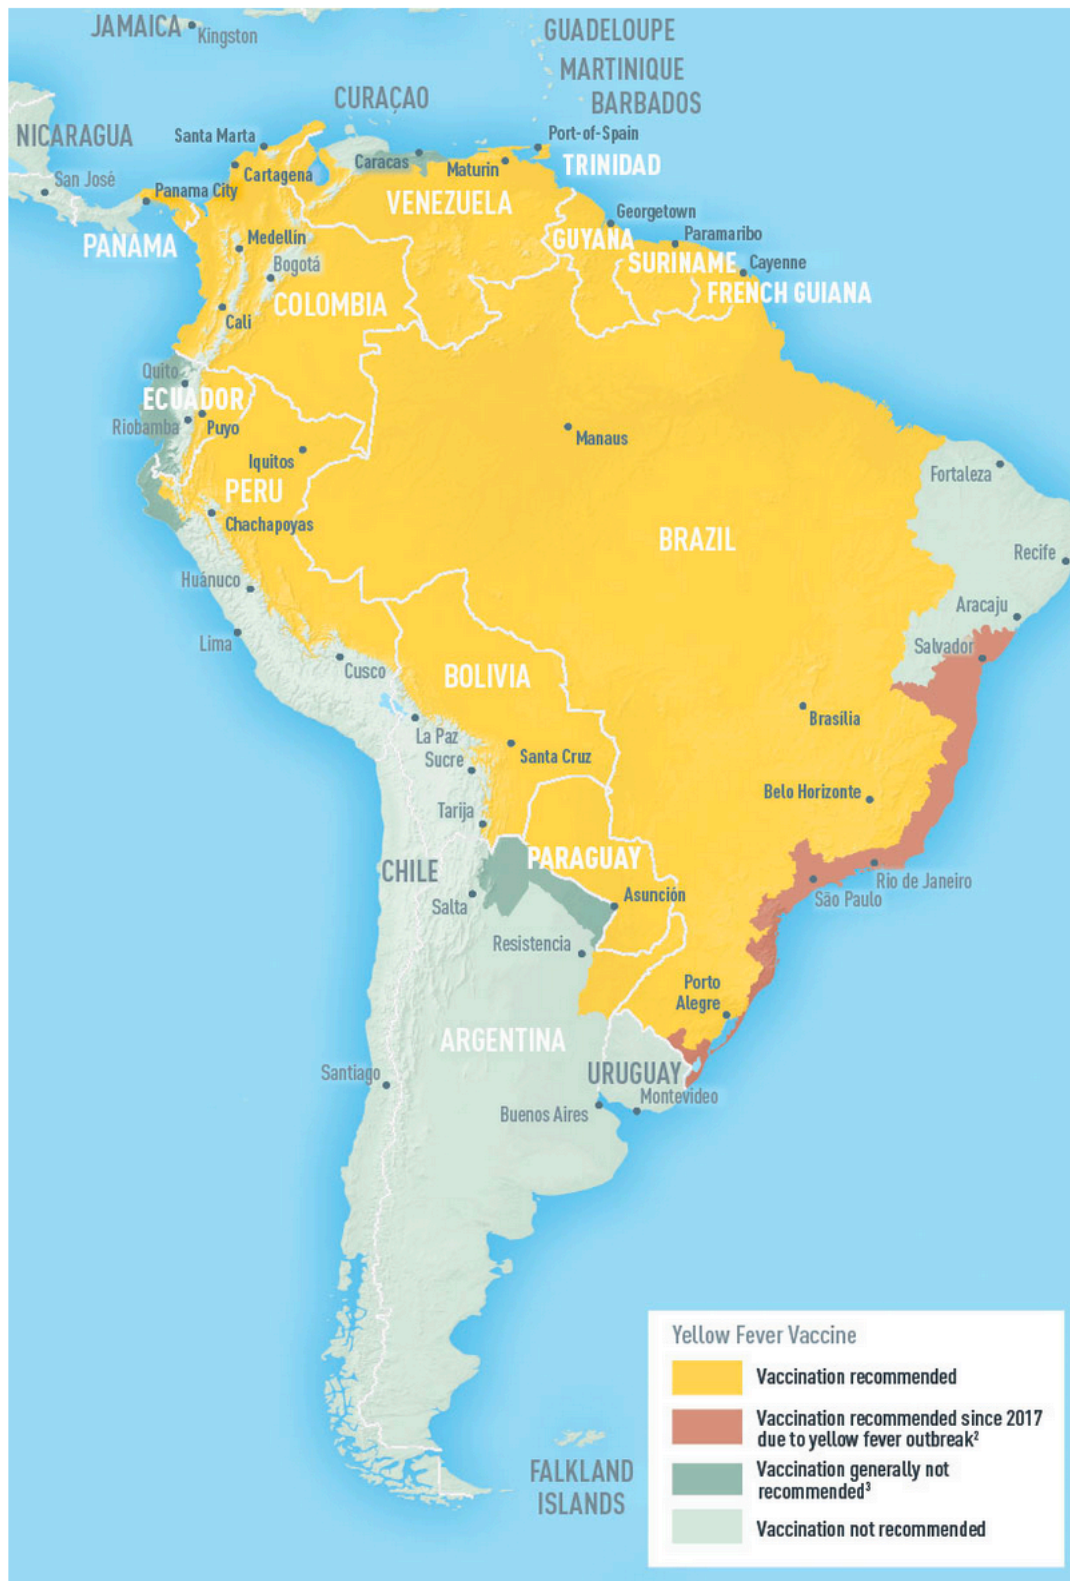 JAMAICA
Kingston
GUADELOUPE
MARTINIQUE
BARBADOS
CURAÇAO
NICARAGUA
Santa Marta
Port-of-Spain
Caracas
Maturin
TRINIDAD
San José
Cartagena
Panama City
VENEZUELA
Georgetown
PANAMA
Medellin
GUYANA
Paramaribo
SURINAME
Cayenne
Bogotá
COLOMBIA
FRENCH GUIANA
Cali
Quito
ECUADOR
Riobamba
Puyo
Manaus
Iquitos
Fortaleza
PERU
Chachapoyas
BRAZIL
Recife
Huánuco
Aracaju
Lima
Salvador
Cusco
BOLIVIA
Brasília
La Paz
Sucre
Santa Cruz
Belo Horizonte
Tarija
PARAGUAY
CHILE
Rio de Janeiro
São Paulo
Asunción
Salta
Resistencia
Porto
Alegre
ARGENTINA
Santiago
URUGUAY
Montevideo
Buenos Aires
FALKLAND
ISLANDS
Yellow Fever Vaccine
Vaccination recommended
Vaccination recommended since 2017
due to yellow fever outbreak²
Vaccination generally not
recommended³
Vaccination not recommended